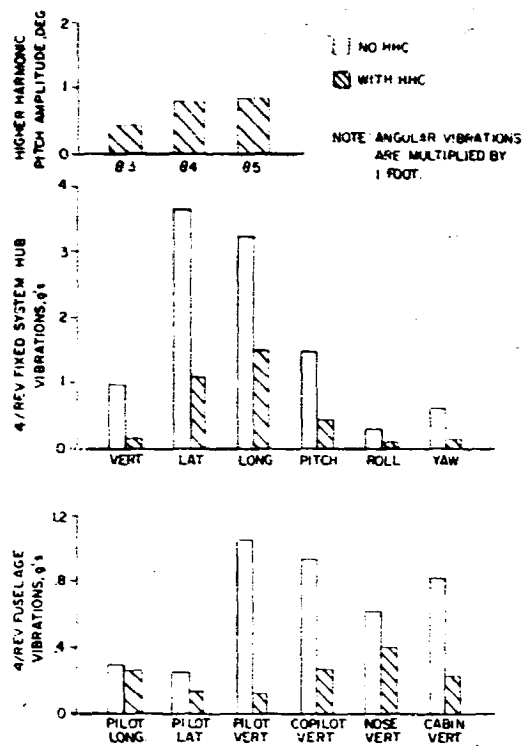 HIGHER HARMONIC
PITCH AMPLITUDE, DEG
2
1
0
θ3
θ4
θ5
NO HHC
WITH HHC
NOTE: ANGULAR VIBRATIONS
ARE MULTIPLIED BY
1 FOOT.
4/REV FIXED SYSTEM HUB
VIBRATIONS, g's
4
3
2
1
0
VERT
LAT
LONG
PITCH
ROLL
YAW
4/REV FUSELAGE
VIBRATIONS, g's
1.2
.8
.4
0
PILOT
LONG.
PILOT
LAT
PILOT
VERT
COPILOT
VERT
NOSE
VERT
CABIN
VERT